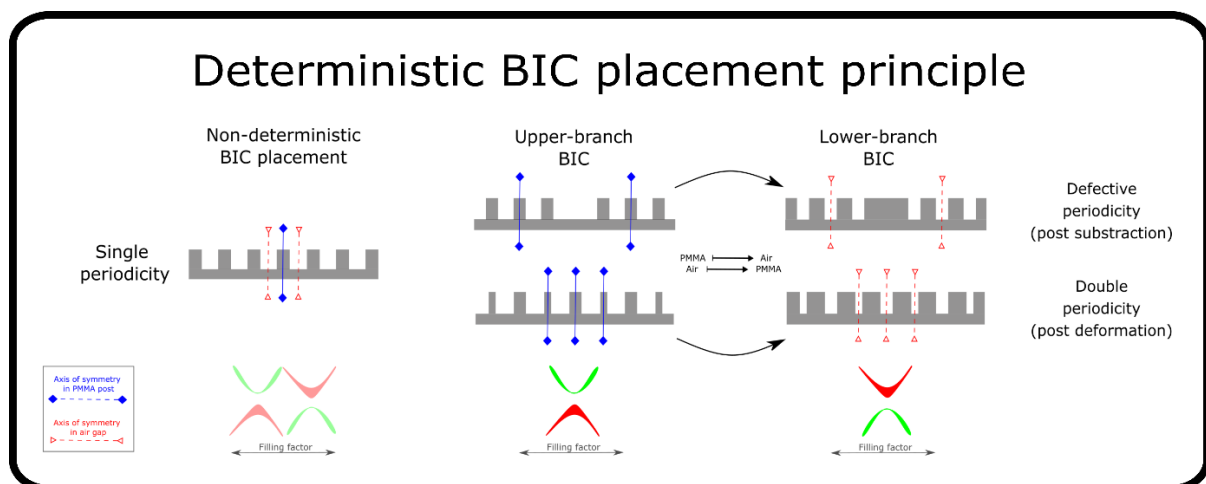 Deterministic BIC placement principle
Non-deterministic
BIC placement
Upper-branch
BIC
Lower-branch
BIC
Single
periodicity
PMMA Air
Air PMMA
Defective
periodicity
(post substraction)
Double
periodicity
(post deformation)
Axis of symmetry
in PMMA post
Axis of symmetry
in air gap
Filling factor
Filling factor
Filling factor